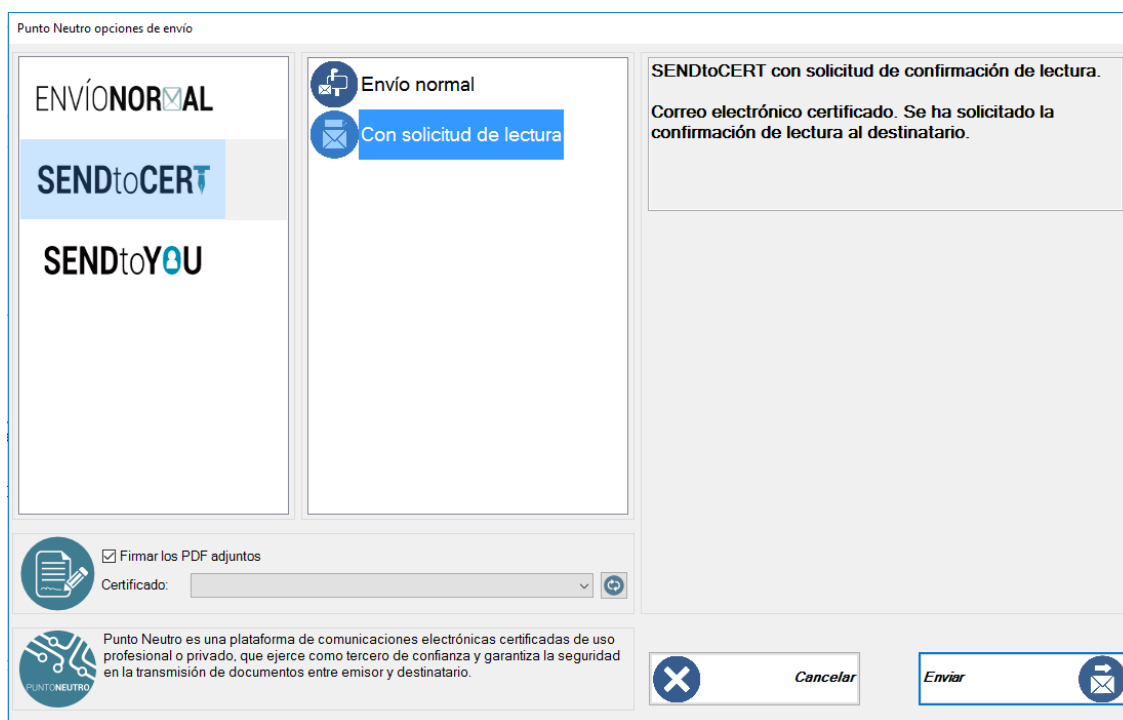 Punto Neutro opciones de envío
ENVÍONORMAL
SENDtoCERT
SENDtoYOU
Envío normal
Con solicitud de lectura
SENDtoCERT con solicitud de confirmación de lectura.
Correo electrónico certificado. Se ha solicitado la
confirmación de lectura al destinatario.
Firmar los PDF adjuntos
Certificado:
PUNTONEUTRO
Punto Neutro es una plataforma de comunicaciones electrónicas certificadas de uso
profesional o privado, que ejerce como tercero de confianza y garantiza la seguridad
en la transmisión de documentos entre emisor y destinatario.
Cancelar
Enviar